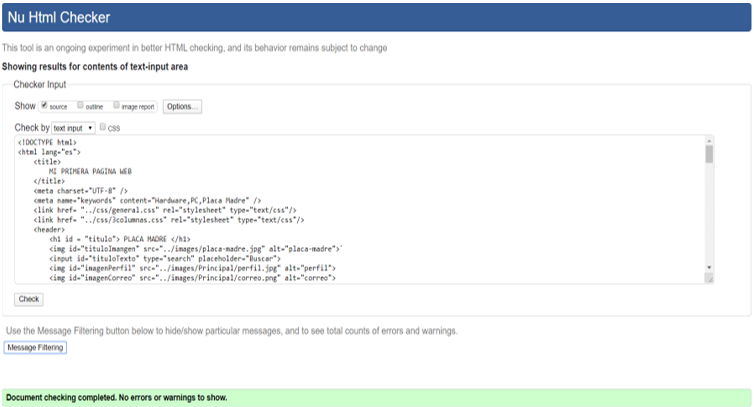 Nu Html Checker
This tool is an ongoing experiment in better HTML checking, and its behavior remains subject to change
Showing results for contents of text-input area
Checker Input
Show source outline image report Options...
Check by text input CSS
<!DOCTYPE html>
<html lang="es">
<title>
MI PRIMERA PAGINA WEB
</title>
<meta charset="UTF-8" />
<meta name="keywords" content="Hardware,PC,Placa Madre" />
<link href= "../css/general.css" rel="stylesheet" type="text/css"/>
<link href= "../css/3columnas.css" rel="stylesheet" type="text/css"/>
<header>
<h1 id = "titulo"> PLACA MADRE </h1>
<img id="tituloImangen" src="../images/placa-madre.jpg" alt="placa-madre">`
<input id="tituloTexto" type="search" placeholder="Buscar">
<img id="imagenPerfil" src="../images/Principal/perfil.jpg" alt="perfil">
<img id="imagenCorreo" src="../images/Principal/correo.png" alt="correo">
Check
Use the Message Filtering button below to hide/show particular messages, and to see total counts of errors and warnings.
Message Filtering
Document checking completed. No errors or warnings to show.